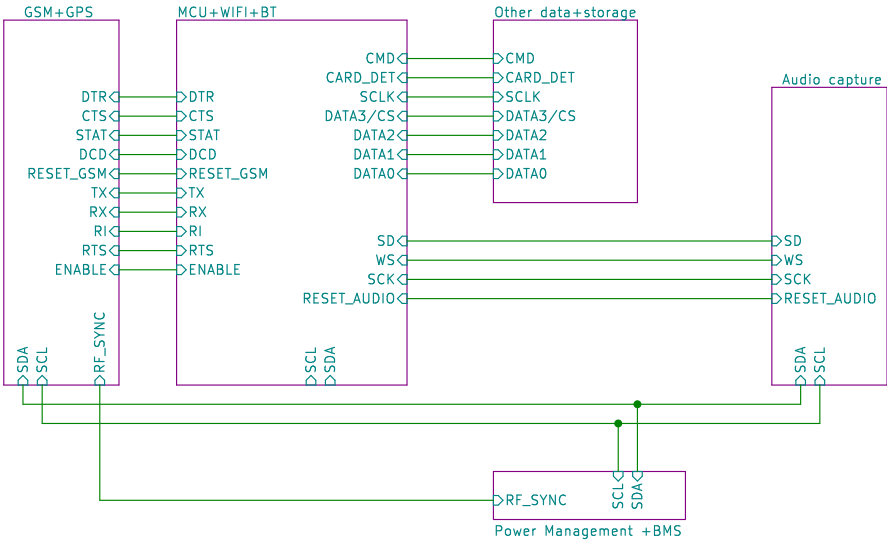 GSM+GPS
DTR
CTS
STAT
DCD
RESET_GSM
TX
RX
RI
RTS
ENABLE
SDA
SCL
RF_SYNC
MCU+WIFI+BT
DTR
CTS
STAT
DCD
RESET_GSM
TX
RX
RI
RTS
ENABLE
CMD
CARD_DET
SCLK
DATA3/CS
DATA2
DATA1
DATA0
SD
WS
SCK
RESET_AUDIO
SCL
SDA
Other data+storage
CMD
CARD_DET
SCLK
DATA3/CS
DATA2
DATA1
DATA0
Audio capture
SD
WS
SCK
RESET_AUDIO
SDA
SCL
RF_SYNC
SCL
SDA
Power Management +BMS